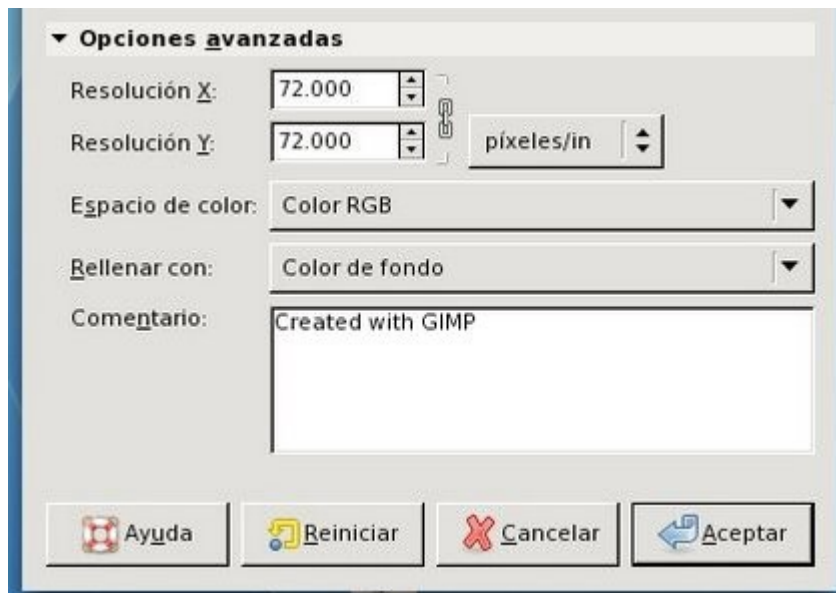 Opciones avanzadas
Resolución X: 72.000
Resolución Y: 72.000 píxeles/in
Espacio de color: Color RGB
Rellenar con: Color de fondo
Comentario: Created with GIMP
Ayuda Reiniciar Cancelar Aceptar